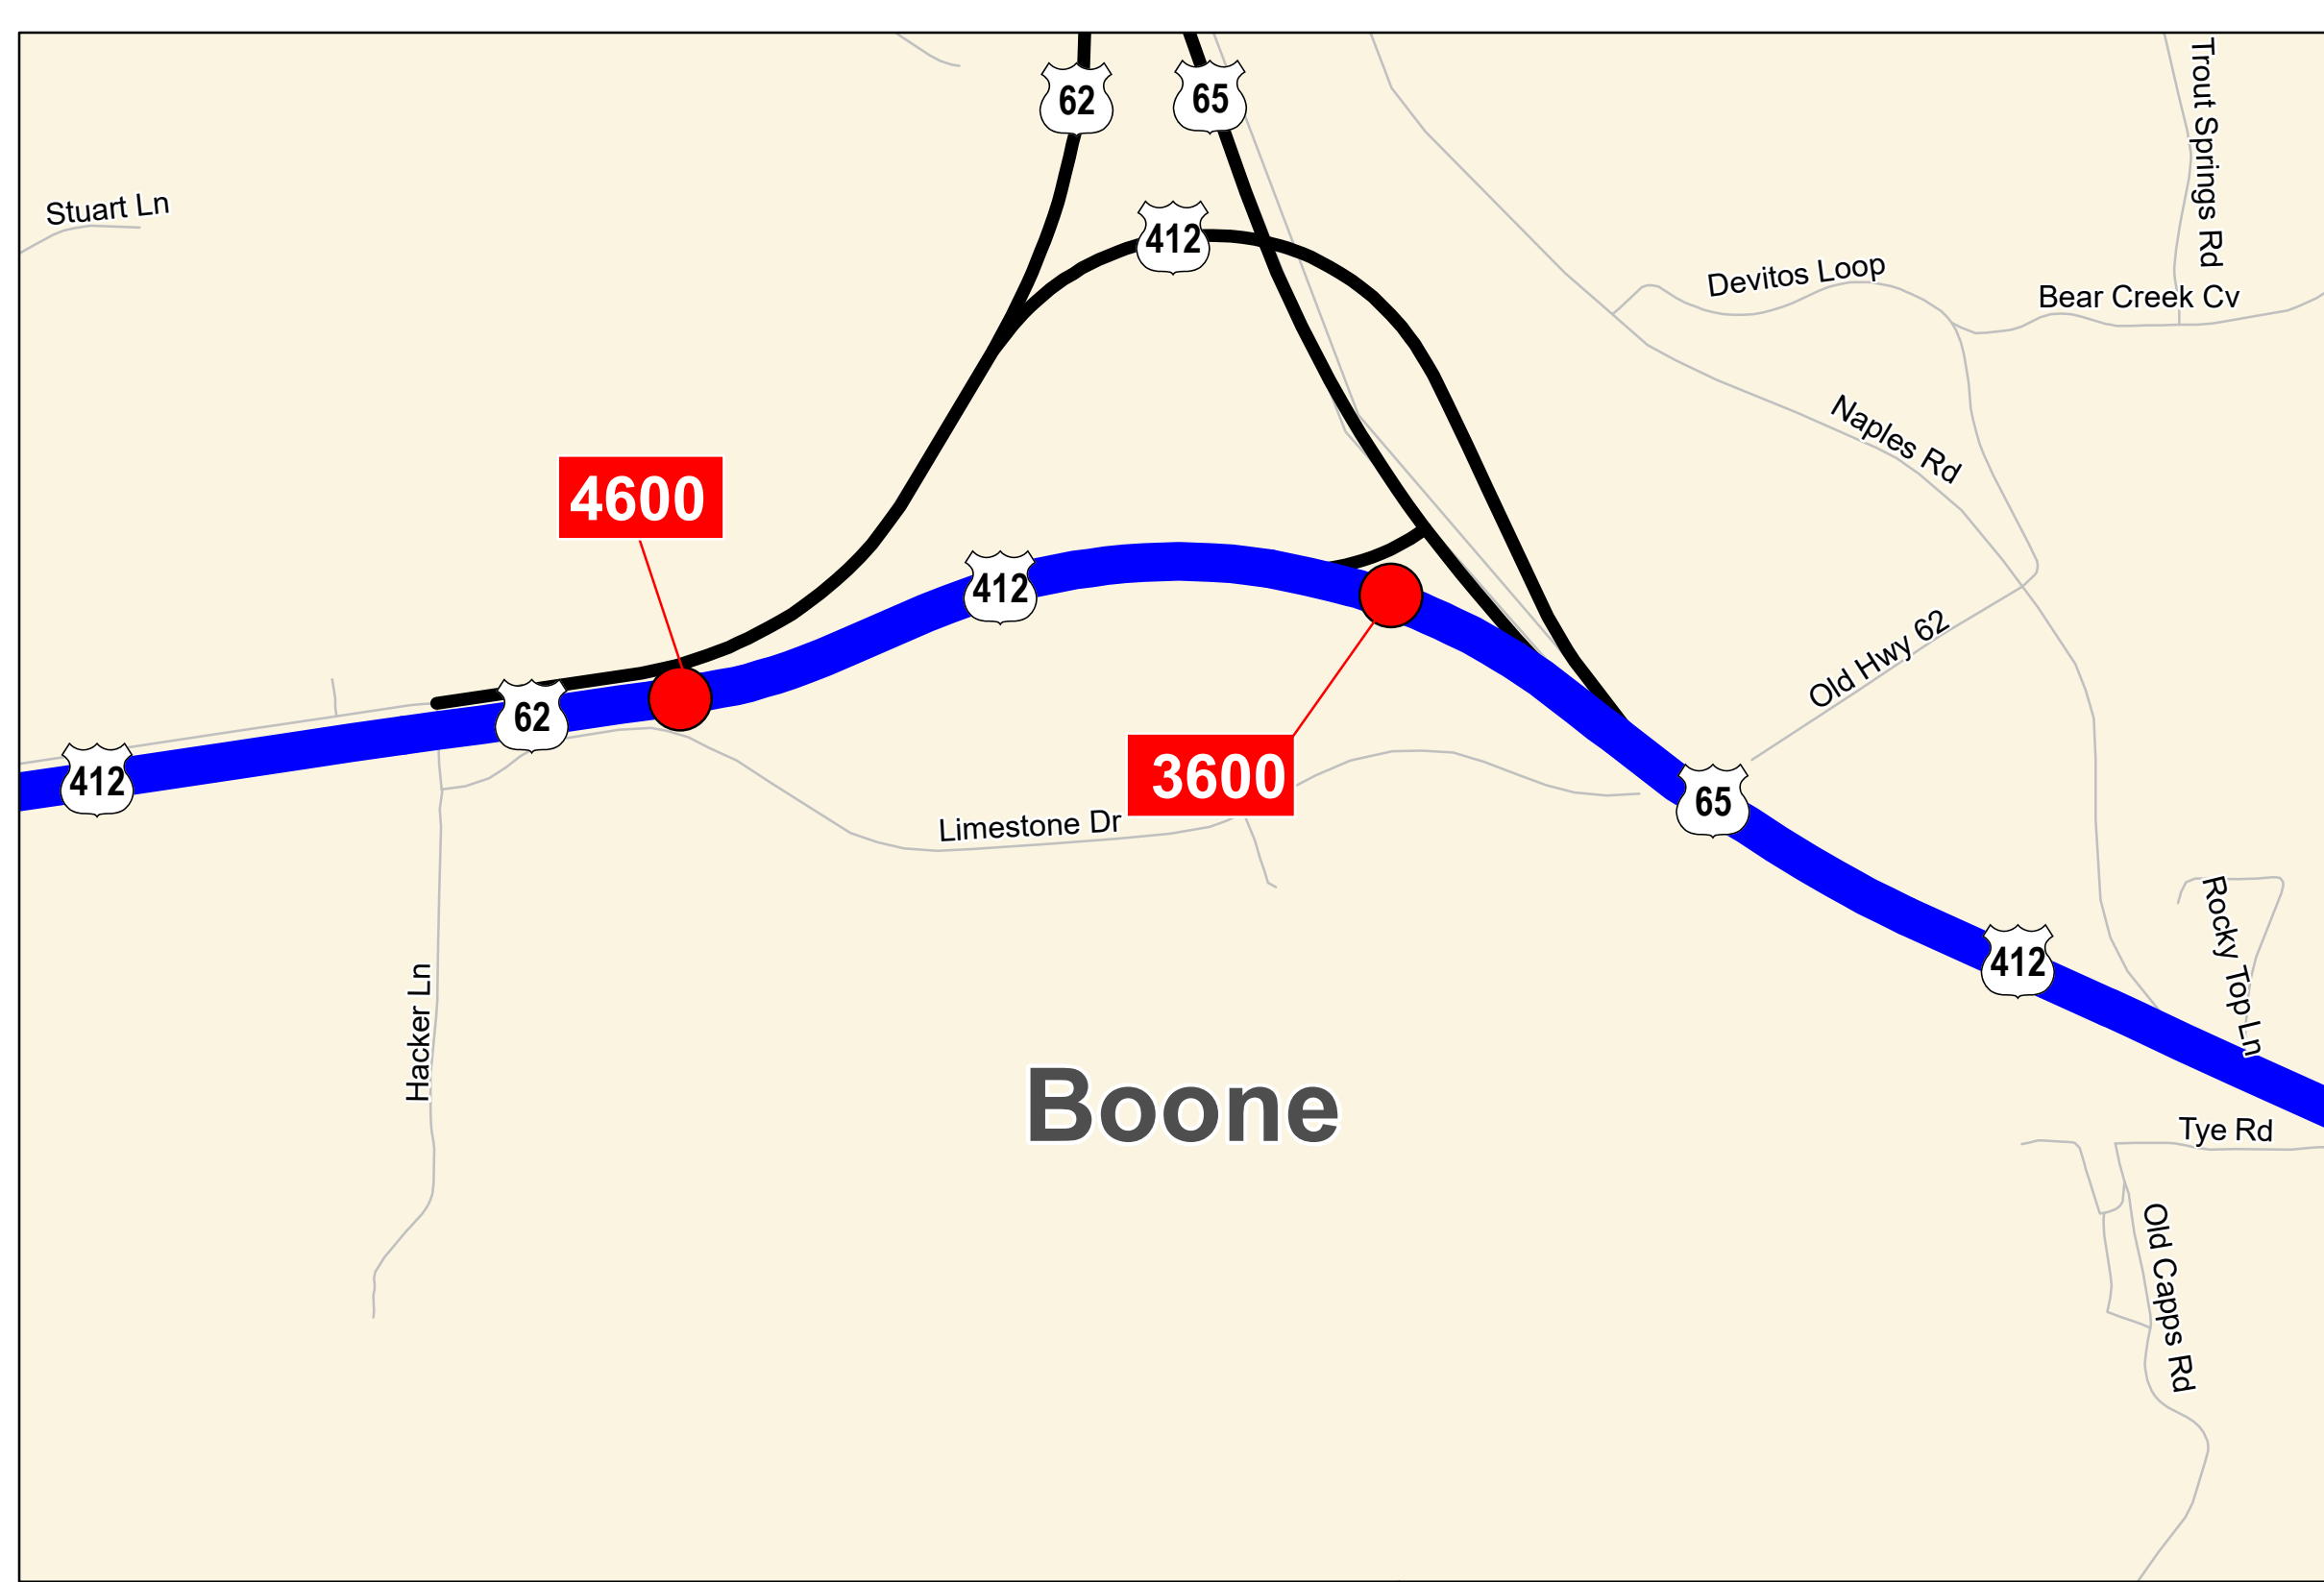 62
65
Trout Springs Rd
Stuart Ln
412
Devitos Loop
Bear Creek Cv
Naples Rd
4600
412
Old Hwy 62
62
412
3600
65
Limestone Dr
Rocky Top Ln
412
Hacker Ln
Boone
Tye Rd
Old Capps Rd